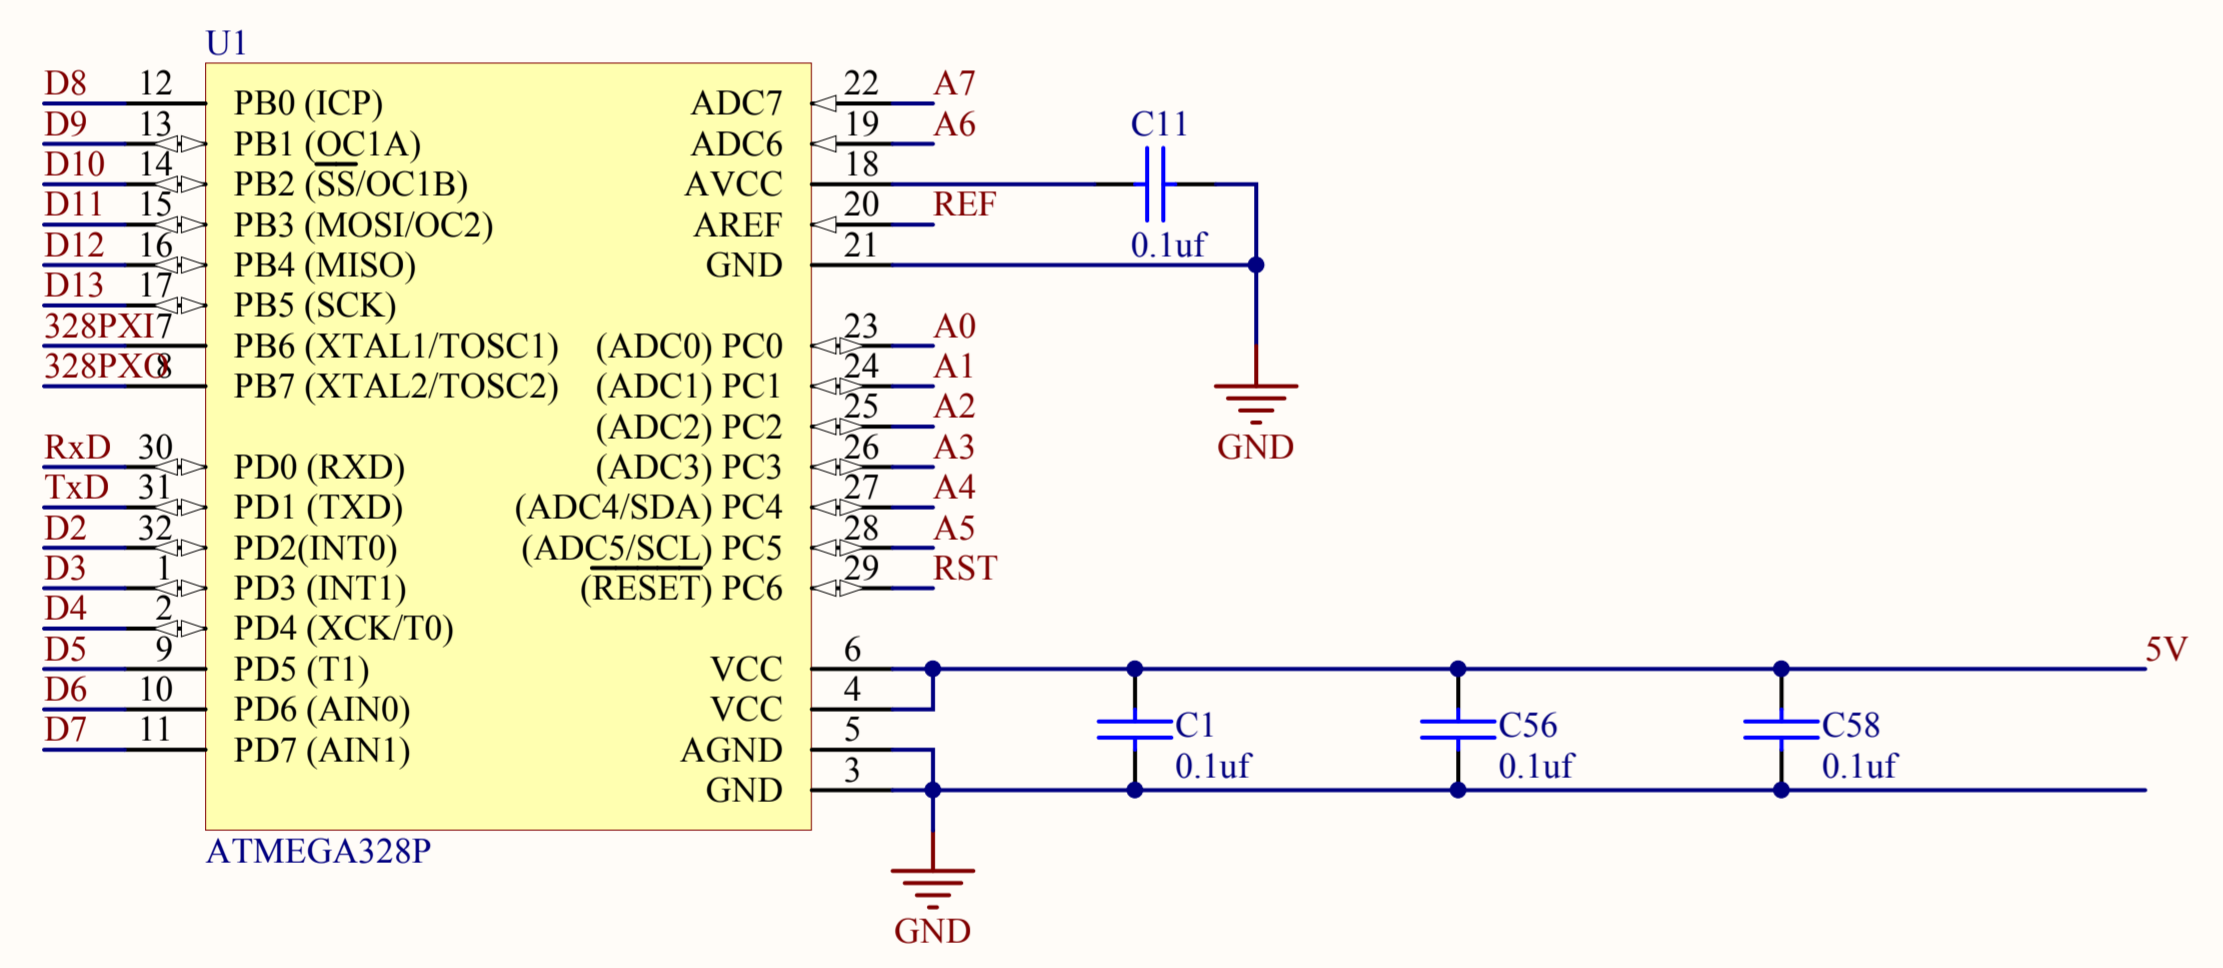 U1
D8 12 PB0 (ICP) ADC7 22 A7
D9 13 PB1 (OC1A) ADC6 19 A6
D10 14 PB2 (SS/OC1B) AVCC 18
D11 15 PB3 (MOSI/OC2) AREF 20 REF
D12 16 PB4 (MISO) GND 21
D13 17 PB5 (SCK)
328PXI 7 PB6 (XTAL1/TOSC1) (ADC0) PC0 23 A0
328PXO 8 PB7 (XTAL2/TOSC2) (ADC1) PC1 24 A1
(ADC2) PC2 25 A2
RxD 30 PD0 (RXD) (ADC3) PC3 26 A3
TxD 31 PD1 (TXD) (ADC4/SDA) PC4 27 A4
D2 32 PD2(INT0) (ADC5/SCL) PC5 28 A5
D3 1 PD3 (INT1) (RESET) PC6 29 RST
D4 2 PD4 (XCK/T0)
D5 9 PD5 (T1) VCC 6 5V
D6 10 PD6 (AIN0) VCC 4
D7 11 PD7 (AIN1) AGND 5
GND 3
ATMEGA328P
C11
0.1uf
GND
C1
0.1uf
C56
0.1uf
C58
0.1uf
GND